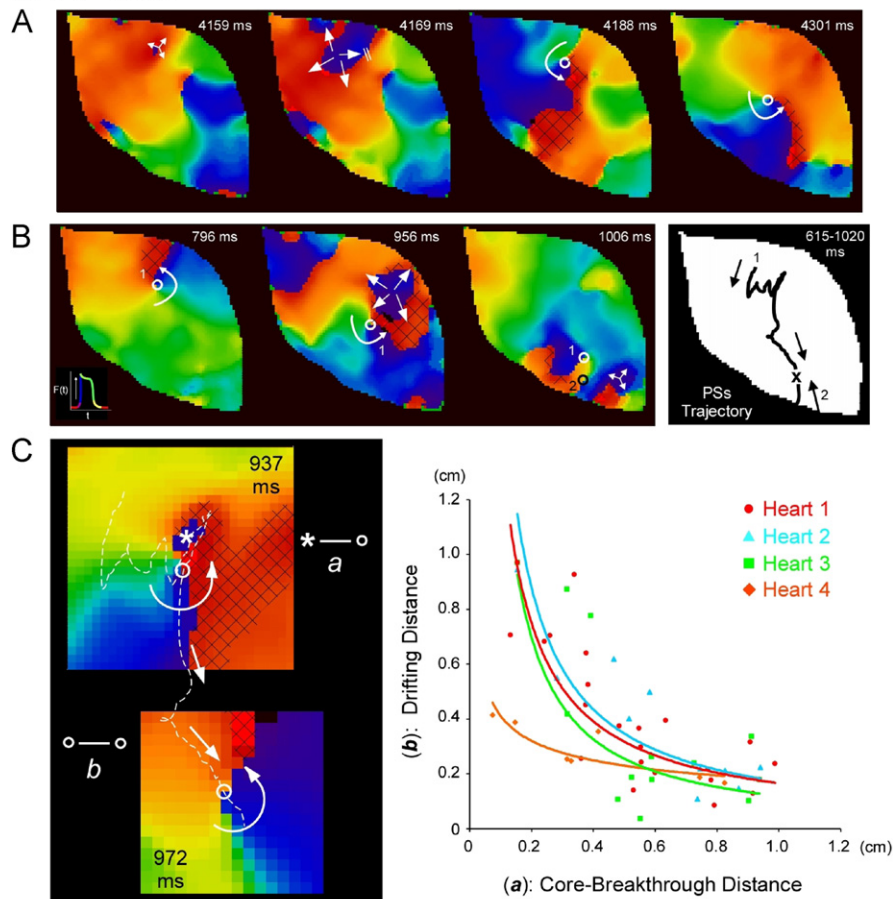 A
4159 ms
4169 ms
4188 ms
4301 ms
B
796 ms
956 ms
1006 ms
615-1020
ms
1
1
1
2
1
2
F(t)
t
x
PSs
Trajectory
C
937
ms
*
* a
b
972
ms
(cm)
1.2
1.0
0.8
0.6
0.4
0.2
0
0 0.2 0.4 0.6 0.8 1.0 1.2
(cm)
Heart 1
Heart 2
Heart 3
Heart 4
(b): Drifting Distance
(a): Core-Breakthrough Distance